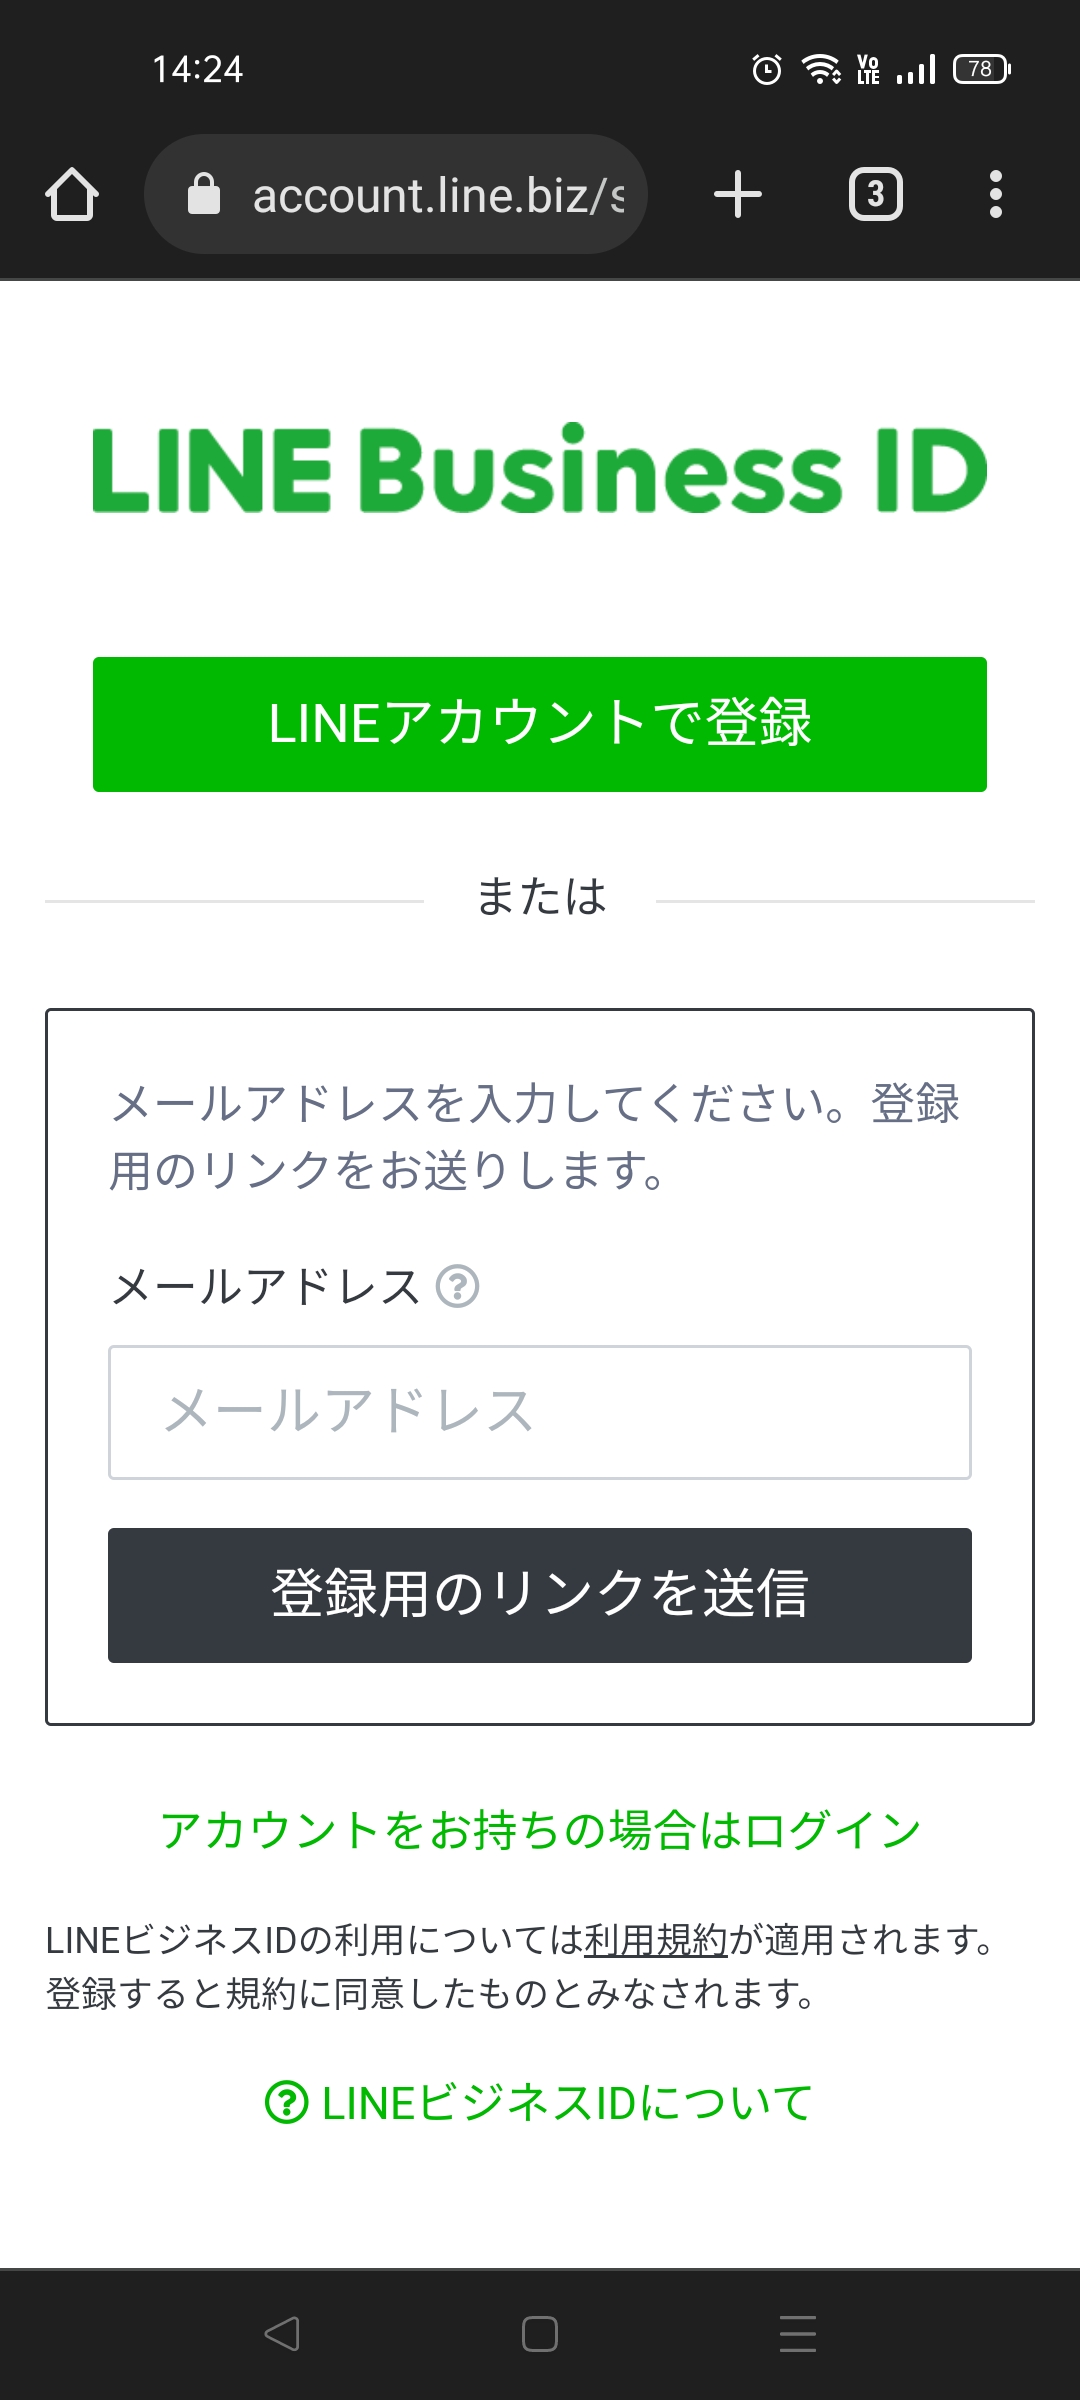 14:24
Vo
LTE
78
account.line.biz/s
3
LINE Business ID
LINEアカウントで登録
または
メールアドレスを入力してください。登録
用のリンクをお送りします。
メールアドレス
メールアドレス
登録用のリンクを送信
アカウントをお持ちの場合はログイン
LINEビジネスIDの利用については利用規約が適用されます。
登録すると規約に同意したものとみなされます。
LINEビジネスIDについて